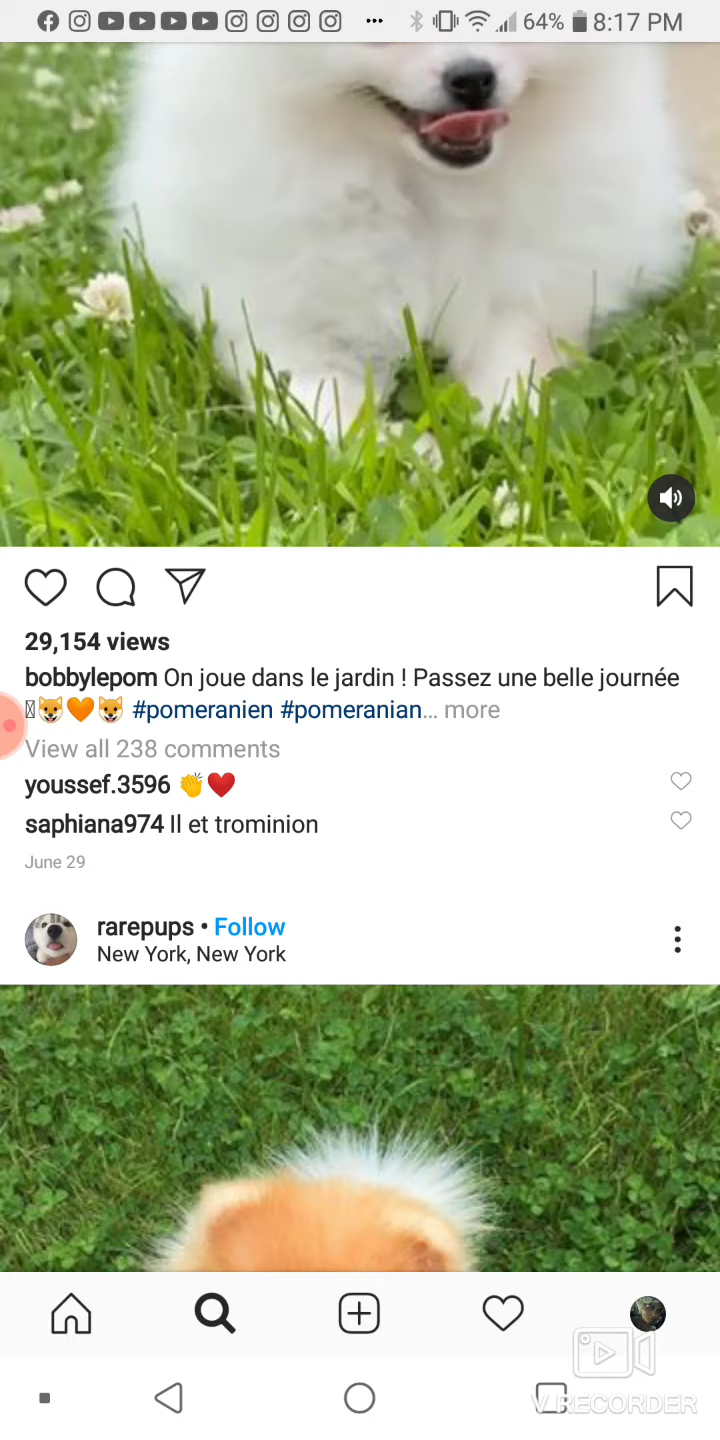 64% 8:17 PM
29,154 views
bobbylepom On joue dans le jardin ! Passez une belle journée
🐺🧡🐺 #pomeranien #pomeranian... more
View all 238 comments
youssef.3596 👏❤️
saphiana974 Il et trominion
June 29
rarepups • Follow
New York, New York
V RECORDER